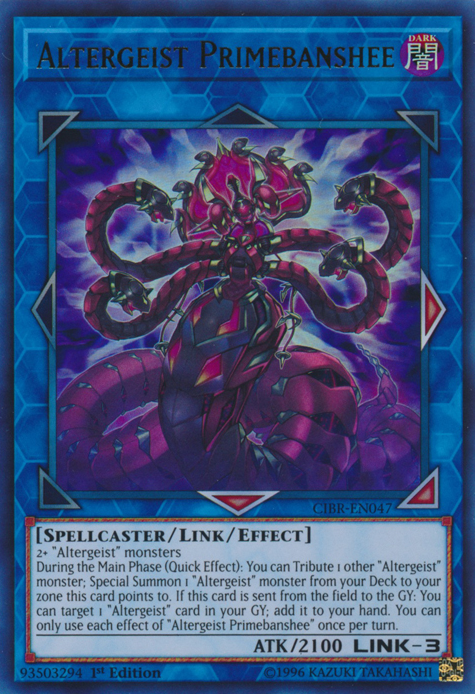 ALTERGEIST PRIMEBANSHEE
DARK
闇
CIBR-EN047
[SPELLCASTER/LINK/EFFECT]
2+ "Altergeist" monsters
During the Main Phase (Quick Effect): You can Tribute 1 other "Altergeist"
monster; Special Summon 1 "Altergeist" monster from your Deck to your
zone this card points to. If this card is sent from the field to the GY: You
can target 1 "Altergeist" card in your GY; add it to your hand. You can
only use each effect of "Altergeist Primebanshee" once per turn.
ATK/2100 LINK-3
93503294 1st Edition ©1996 KAZUKI TAKAHASHI